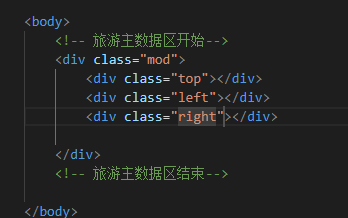 <body>
<!-- 旅游主数据区开始-->
<div class="mod">
<div class="top"></div>
<div class="left"></div>
<div class="right"></div>
</div>
<!-- 旅游主数据区结束-->
</body>